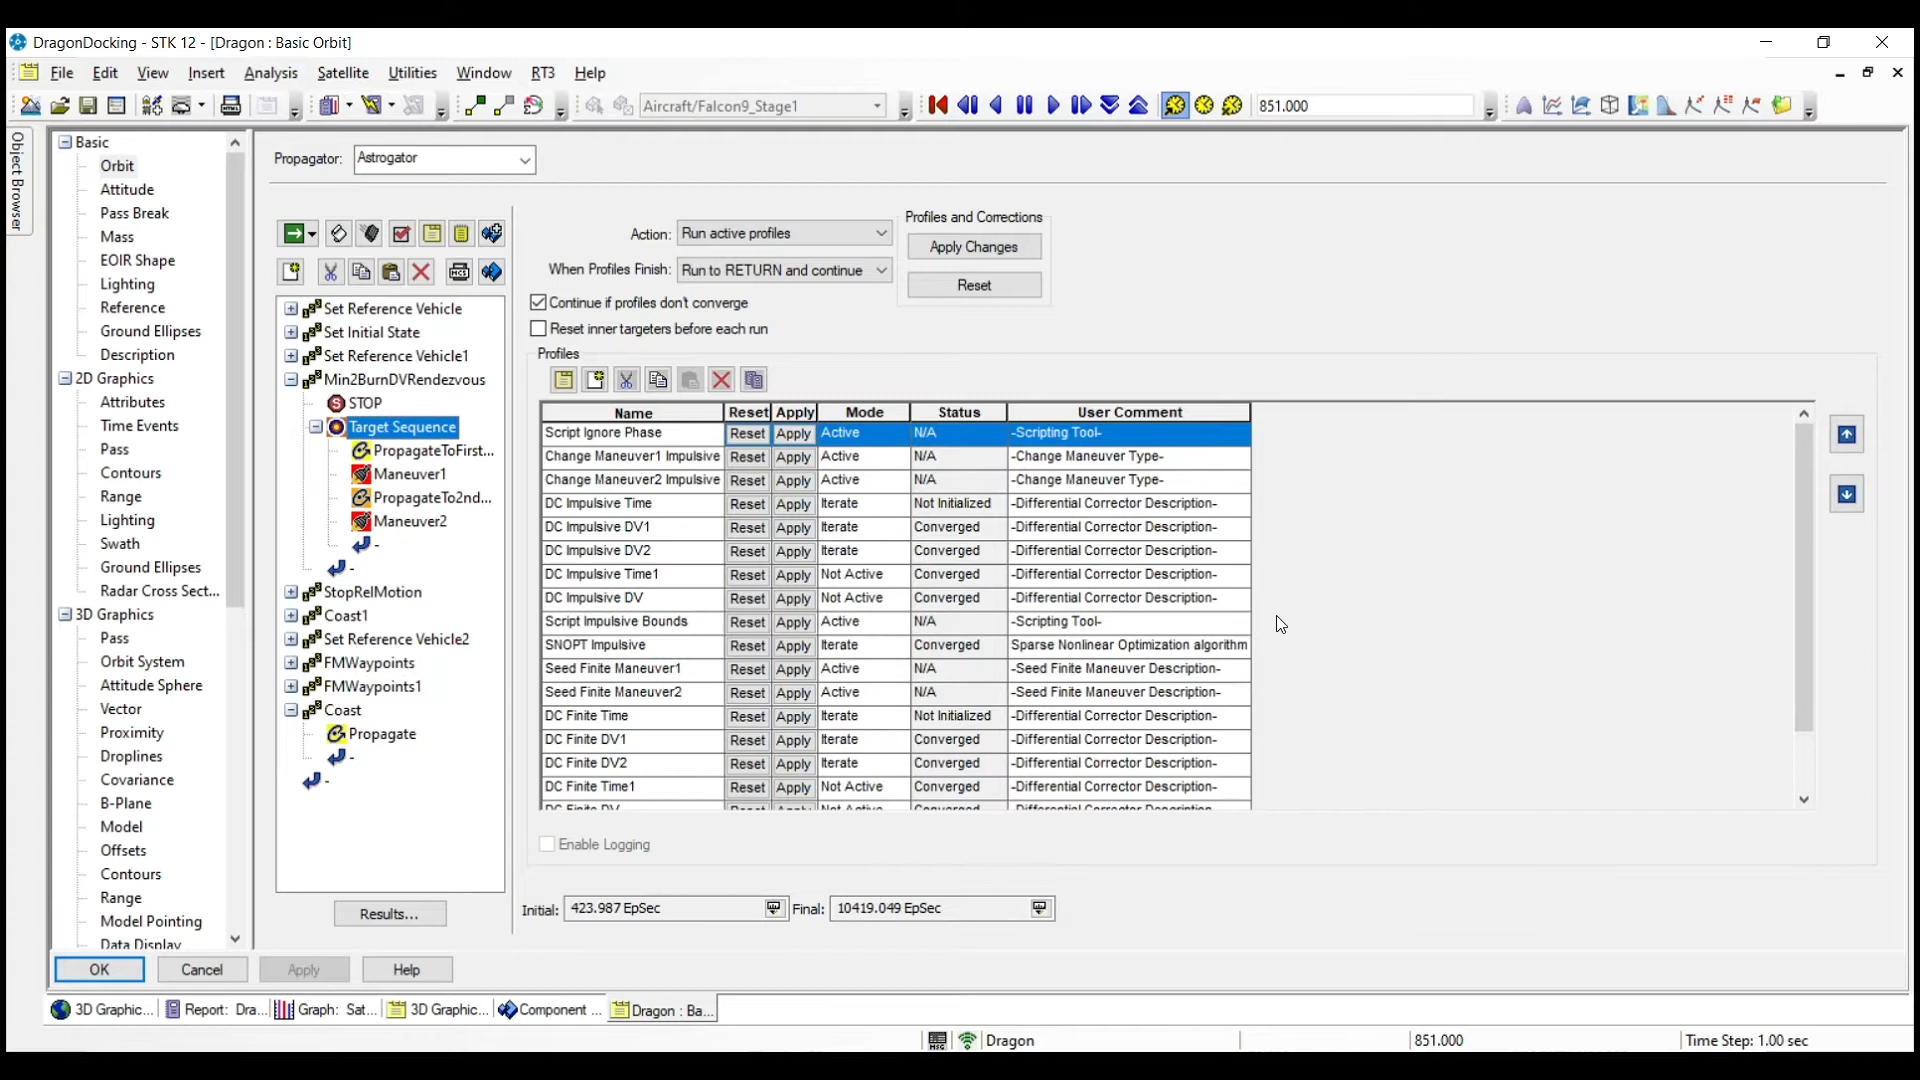 DragonDocking - STK 12 - [Dragon : Basic Orbit]
File Edit View Insert Analysis Satellite Utilities Window RT3 Help
Aircraft/Falcon9_Stage1 851.000
Object Browser
Basic
Orbit
Attitude
Pass Break
Mass
EOIR Shape
Lighting
Reference
Ground Ellipses
Description
2D Graphics
Attributes
Time Events
Pass
Contours
Range
Lighting
Swath
Ground Ellipses
Radar Cross Sect...
3D Graphics
Pass
Orbit System
Attitude Sphere
Vector
Proximity
Droplines
Covariance
B-Plane
Model
Offsets
Contours
Range
Model Pointing
Data Display
Propagator: Astrogator
MCS
Set Reference Vehicle
Set Initial State
Set Reference Vehicle1
Min2BurnDVRendezvous
STOP
Target Sequence
PropagateToFirst...
Maneuver1
PropagateTo2nd...
Maneuver2
-
-
StopRelMotion
Coast1
Set Reference Vehicle2
FMWaypoints
FMWaypoints1
Coast
Propagate
-
-
Results...
Action: Run active profiles
When Profiles Finish: Run to RETURN and continue
Continue if profiles don't converge
Reset inner targeters before each run
Profiles and Corrections
Apply Changes
Reset
Profiles
Name Reset Apply Mode Status User Comment
Script Ignore Phase Reset Apply Active N/A -Scripting Tool-
Change Maneuver1 Impulsive Reset Apply Active N/A -Change Maneuver Type-
Change Maneuver2 Impulsive Reset Apply Active N/A -Change Maneuver Type-
DC Impulsive Time Reset Apply Iterate Not Initialized -Differential Corrector Description-
DC Impulsive DV1 Reset Apply Iterate Converged -Differential Corrector Description-
DC Impulsive DV2 Reset Apply Iterate Converged -Differential Corrector Description-
DC Impulsive Time1 Reset Apply Not Active Converged -Differential Corrector Description-
DC Impulsive DV Reset Apply Not Active Converged -Differential Corrector Description-
Script Impulsive Bounds Reset Apply Active N/A -Scripting Tool-
SNOPT Impulsive Reset Apply Iterate Converged Sparse Nonlinear Optimization algorithm
Seed Finite Maneuver1 Reset Apply Active N/A -Seed Finite Maneuver Description-
Seed Finite Maneuver2 Reset Apply Active N/A -Seed Finite Maneuver Description-
DC Finite Time Reset Apply Iterate Not Initialized -Differential Corrector Description-
DC Finite DV1 Reset Apply Iterate Converged -Differential Corrector Description-
DC Finite DV2 Reset Apply Iterate Converged -Differential Corrector Description-
DC Finite Time1 Reset Apply Not Active Converged -Differential Corrector Description-
DC Finite DV Reset Apply Not Active Converged -Differential Corrector Description-
Enable Logging
Initial: 423.987 EpSec Final: 10419.049 EpSec
OK Cancel Apply Help
3D Graphic... Report: Dra... Graph: Sat... 3D Graphic... Component ... Dragon : Ba...
MSG Dragon 851.000 Time Step: 1.00 sec